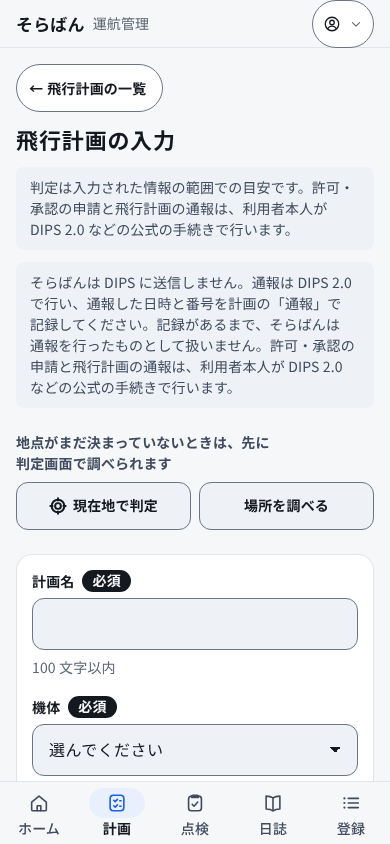 そらばん 運航管理
← 飛行計画の一覧
飛行計画の入力
判定は入力された情報の範囲での目安です。許可・
承認の申請と飛行計画の通報は、利用者本人が
DIPS 2.0 などの公式の手続きで行います。
そらばんは DIPS に送信しません。通報は DIPS 2.0
で行い、通報した日時と番号を計画の「通報」で
記録してください。記録があるまで、そらばんは
通報を行ったものとして扱いません。許可・承認の
申請と飛行計画の通報は、利用者本人が DIPS 2.0
などの公式の手続きで行います。
地点がまだ決まっていないときは、先に
判定画面で調べられます
現在地で判定 場所を調べる
計画名 必須
100 文字以内
機体 必須
選んでください
ホーム 計画 点検 日誌 登録